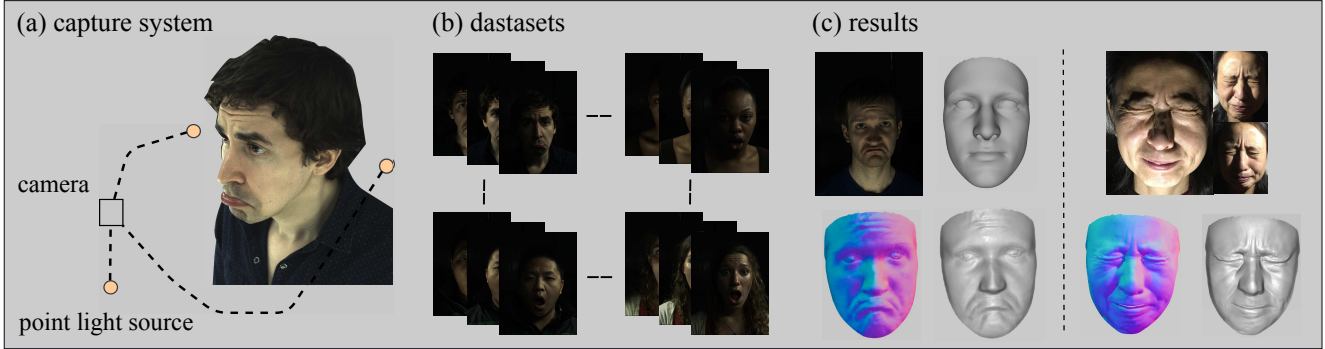 (a) capture system
camera
point light source
(b) dastasets
(c) results